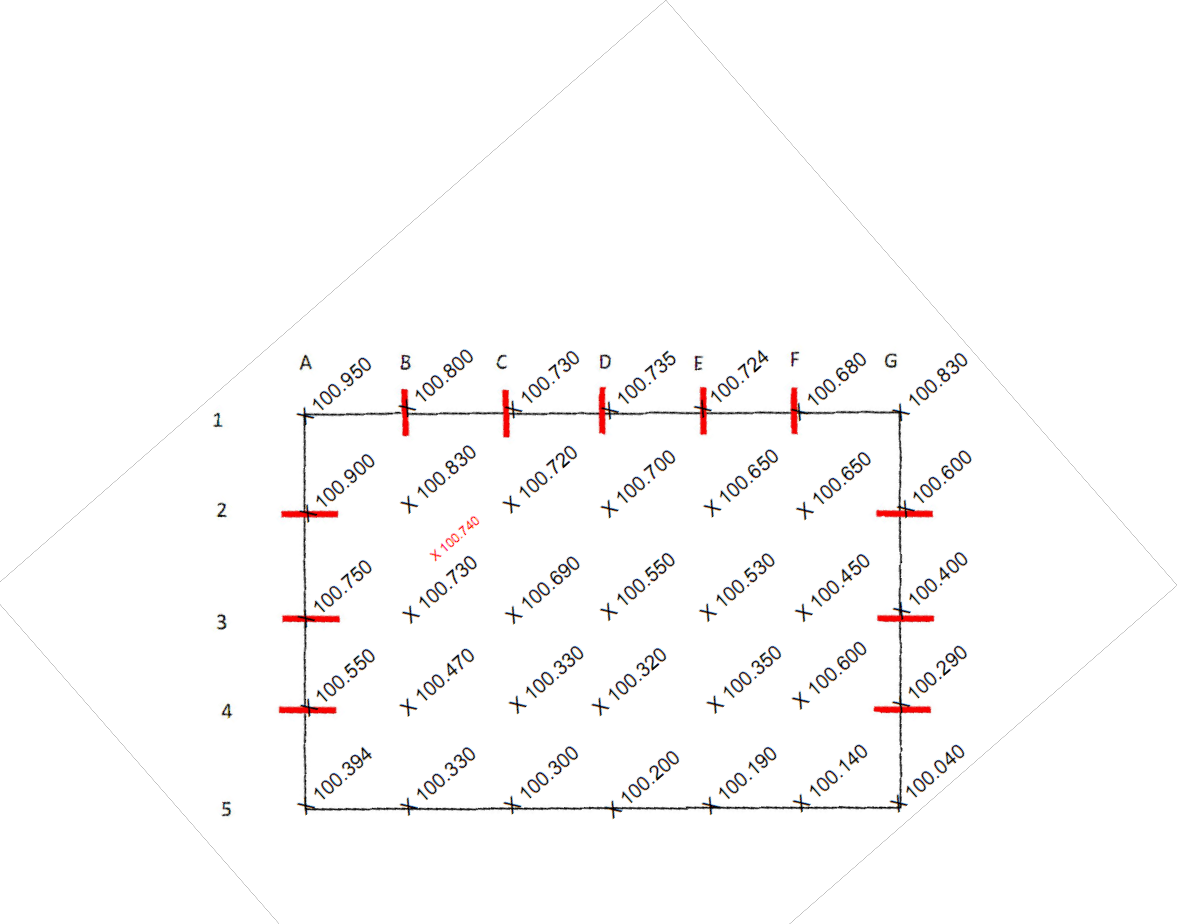 A B C D E F G
1 100.950 100.800 100.730 100.735 100.724 100.680 100.830
2 100.900 X 100.830 X 100.720 X 100.700 X 100.650 X 100.650 100.600
X 100.740
3 100.750 X 100.730 X 100.690 X 100.550 X 100.530 X 100.450 100.400
4 100.550 X 100.470 X 100.330 X 100.320 X 100.350 X 100.600 100.290
5 100.394 100.330 100.300 100.200 100.190 100.140 100.040